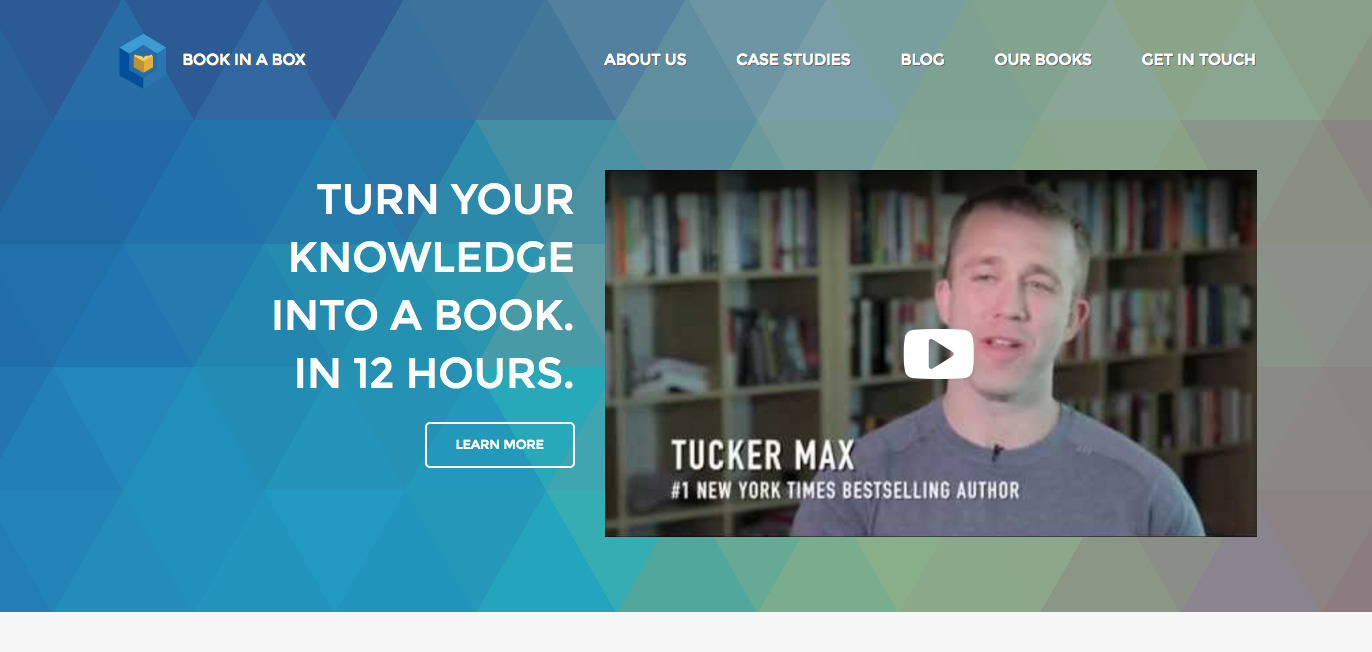 BOOK IN A BOX
ABOUT US
CASE STUDIES
BLOG
OUR BOOKS
GET IN TOUCH
TURN YOUR
KNOWLEDGE
INTO A BOOK.
IN 12 HOURS.
LEARN MORE
TUCKER MAX
#1 NEW YORK TIMES BESTSELLING AUTHOR